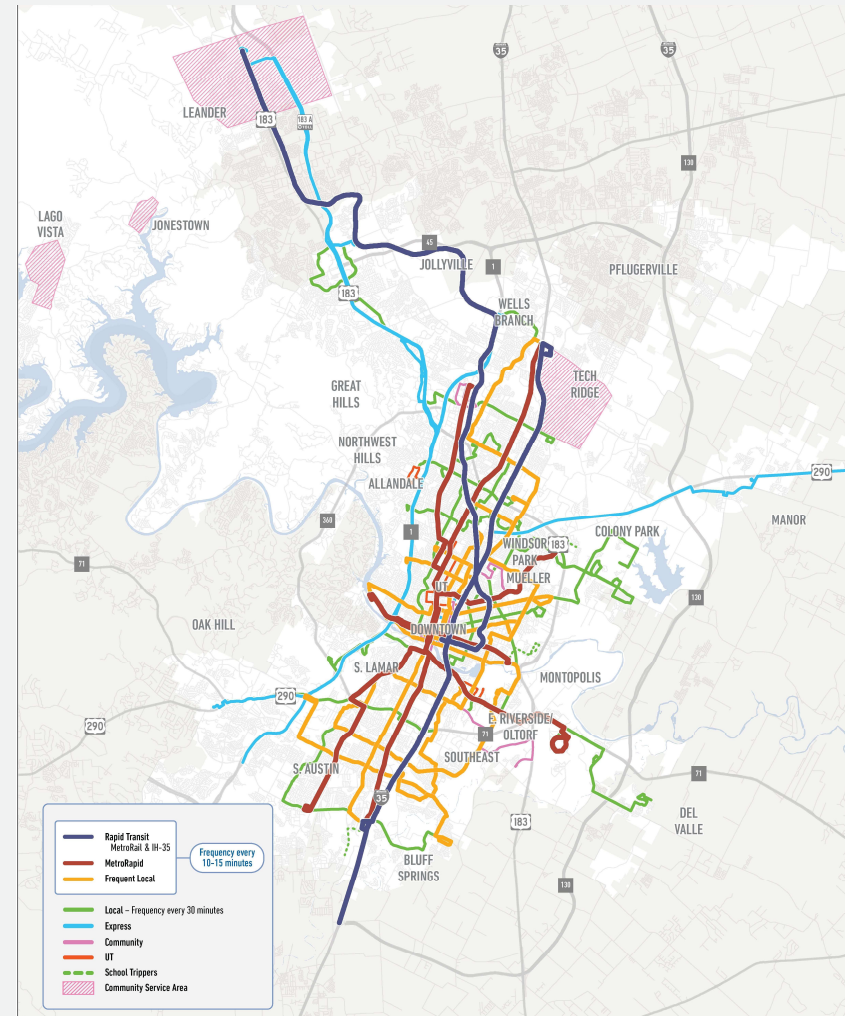 35
35
LEANDER
183
183 A
130
LAGO
VISTA
JONESTOWN
45
JOLLYVILLE
1
PFLUGERVILLE
183
WELLS
BRANCH
TECH
RIDGE
GREAT
HILLS
NORTHWEST
HILLS
ALLANDALE
290
360
1
MANOR
COLONY PARK
WINDSOR
PARK
183
MUELLER
71
UT
130
OAK HILL
DOWNTOWN
S. LAMAR
MONTOPOLIS
290
290
E. RIVERSIDE/
OLTORF
71
SOUTHEAST
S. AUSTIN
71
35
DEL
VALLE
183
BLUFF
SPRINGS
130
Rapid Transit
MetroRail & IH-35
MetroRapid
Frequent Local
Frequency every
10-15 minutes
Local – Frequency every 30 minutes
Express
Community
UT
School Trippers
Community Service Area